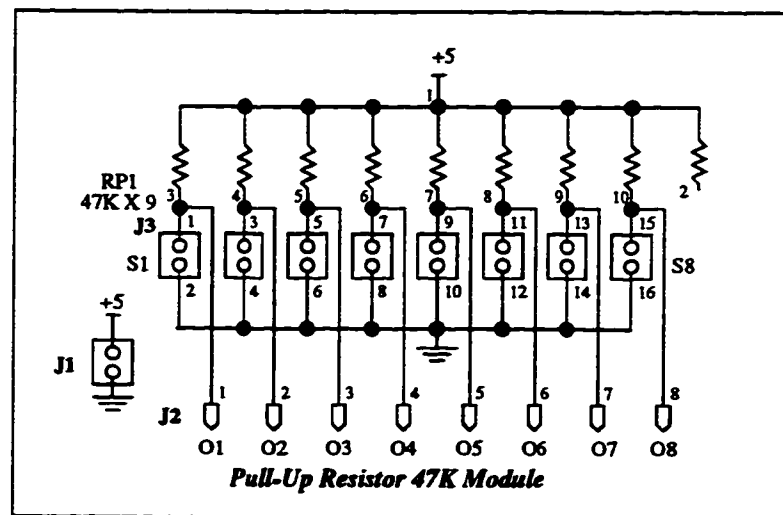 +5
1
RP1
47K X 9
3 4 5 6 7 8 9 10 2
J3
1 3 5 7 9 11 13 15
S1 S8
2 4 6 8 10 12 14 16
+5
J1
J2
1 2 3 4 5 6 7 8
O1 O2 O3 O4 O5 O6 O7 O8
Pull-Up Resistor 47K Module